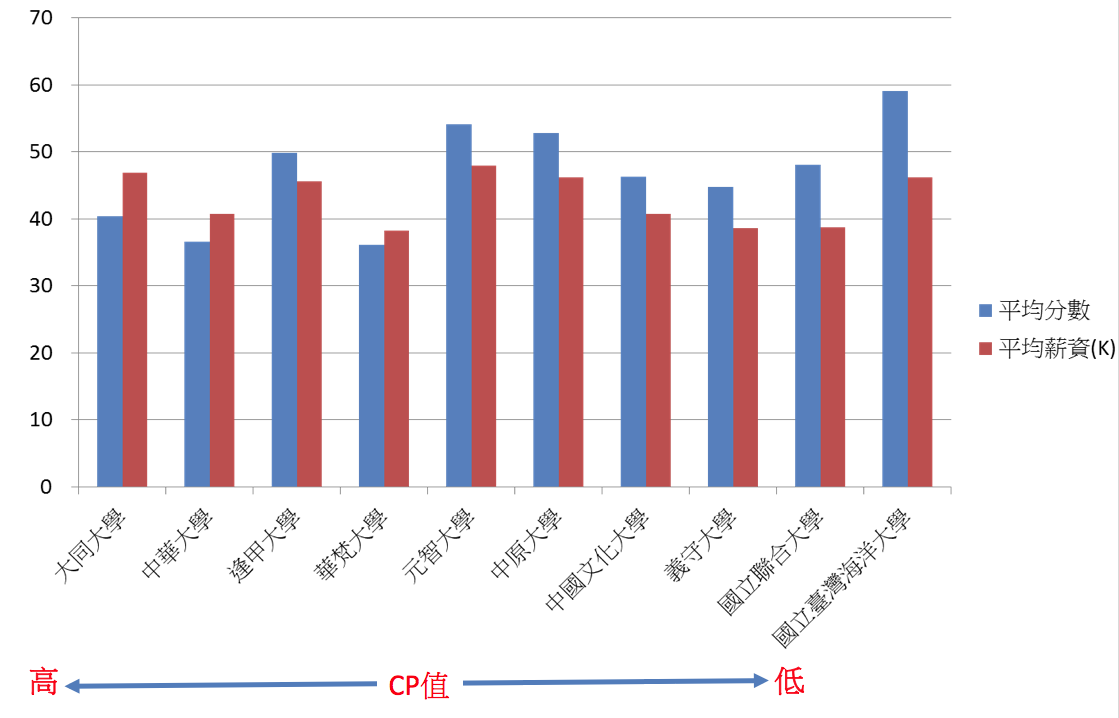 70
60
50
40
30
20
10
0
大同大學
中華大學
逢甲大學
華梵大學
元智大學
中原大學
中國文化大學
義守大學
國立聯合大學
國立臺灣海洋大學
平均分數
平均薪資(K)
高 CP值 低